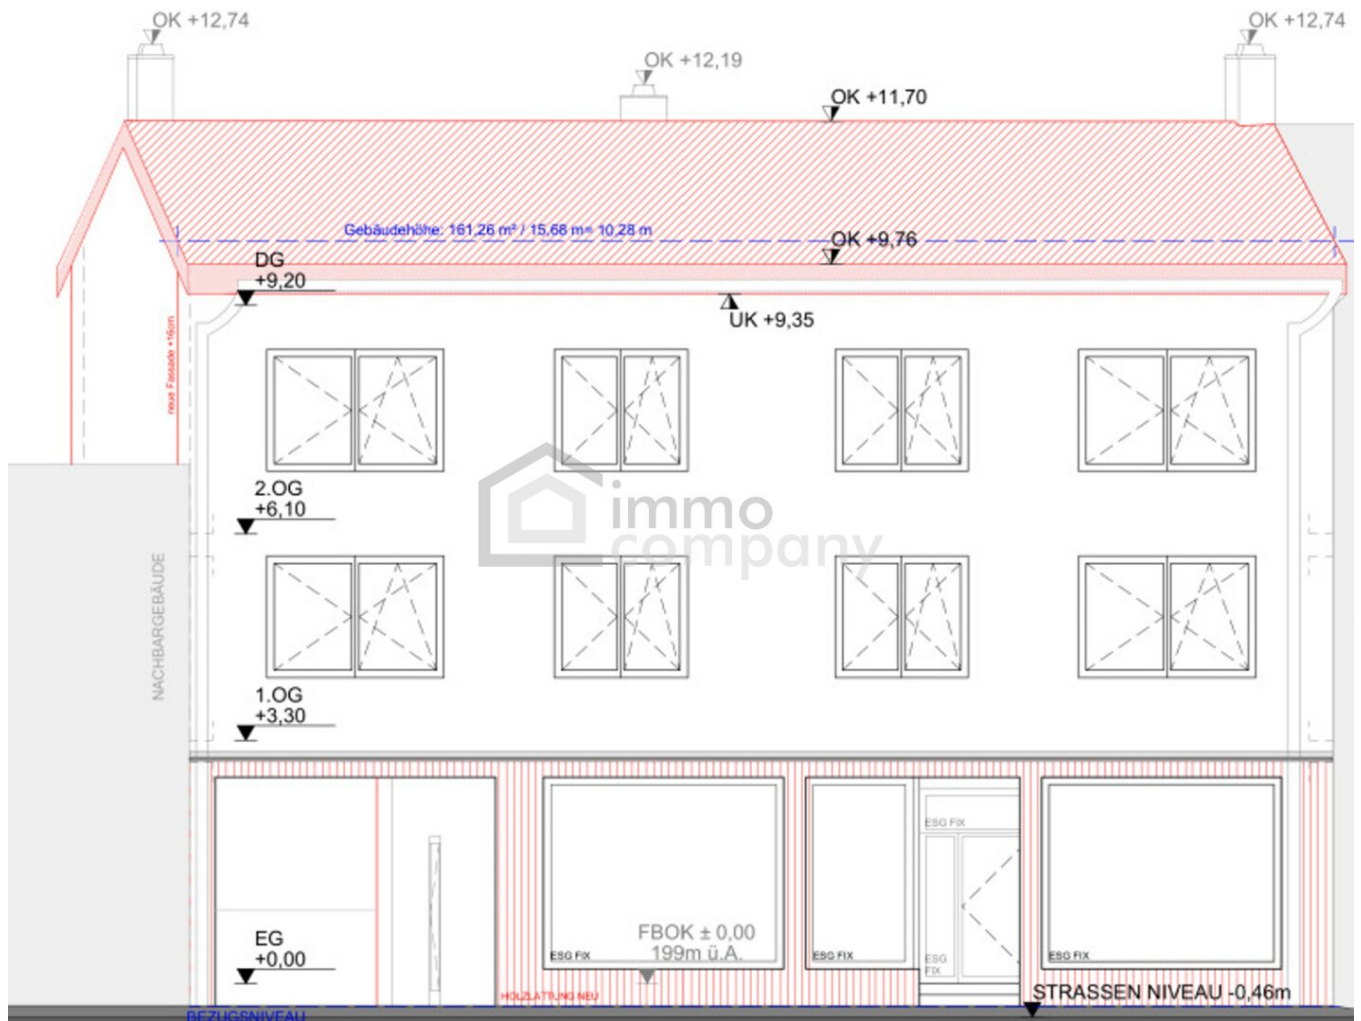 OK +12,74
OK +12,74
OK +12,19
OK +11,70
Gebäudehöhe: 161,26 m² / 15,68 m= 10,28 m
OK +9,76
DG
+9,20
UK +9,35
neue Fassade +16cm
2.OG
+6,10
immo
company
NACHBARGEBÄUDE
1.OG
+3,30
ESG FIX
EG
+0,00
FBOK ± 0,00
199m ü.A.
ESG FIX
ESG FIX
ESG
FIX
ESG FIX
HOLZLATTUNG NEU
STRASSEN NIVEAU -0,46m
BEZUGSNIVEAU